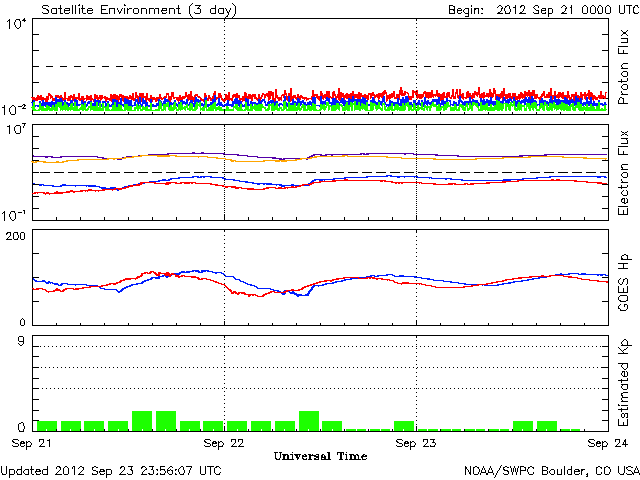 Satellite Environment (3 day) Begin: 2012 Sep 21 0000 UTC
10^4
10^-2
Proton Flux
10^7
10^-1
Electron Flux
200
0
GOES Hp
9
0
Estimated Kp
Sep 21 Sep 22 Sep 23 Sep 24
Universal Time
Updated 2012 Sep 23 23:56:07 UTC NOAA/SWPC Boulder, CO USA